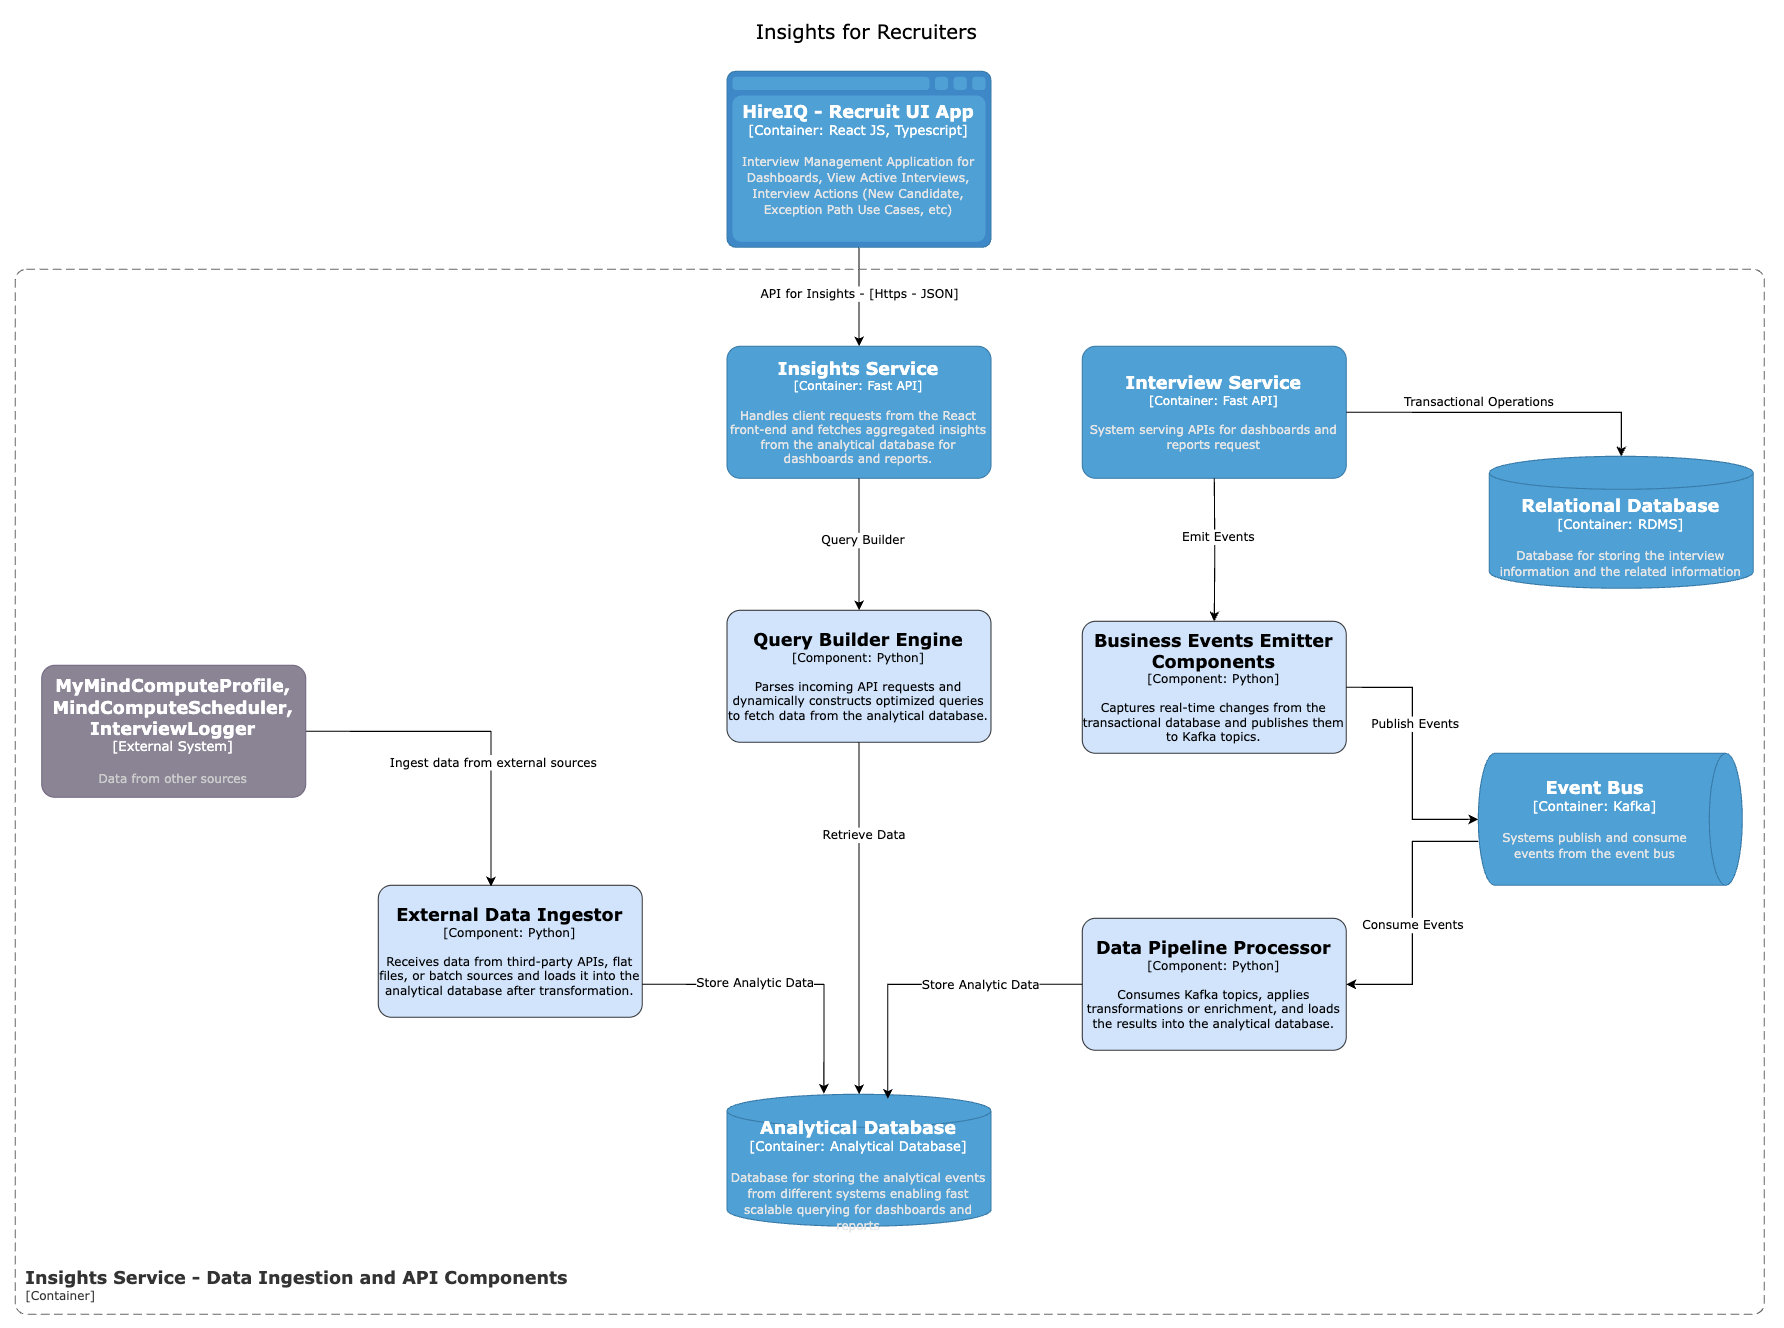 Insights for Recruiters
HireIQ - Recruit UI App
[Container: React JS, Typescript]
Interview Management Application for
Dashboards, View Active Interviews,
Interview Actions (New Candidate,
Exception Path Use Cases, etc)
API for Insights - [Https - JSON]
Insights Service
[Container: Fast API]
Handles client requests from the React
front-end and fetches aggregated insights
from the analytical database for
dashboards and reports.
Interview Service
[Container: Fast API]
System serving APIs for dashboards and
reports request
Transactional Operations
Relational Database
[Container: RDMS]
Database for storing the interview
information and the related information
Query Builder
Emit Events
Query Builder Engine
[Component: Python]
Parses incoming API requests and
dynamically constructs optimized queries
to fetch data from the analytical database.
Business Events Emitter
Components
[Component: Python]
Captures real-time changes from the
transactional database and publishes them
to Kafka topics.
MyMindComputeProfile,
MindComputeScheduler,
InterviewLogger
[External System]
Data from other sources
Ingest data from external sources
Publish Events
Event Bus
[Container: Kafka]
Systems publish and consume
events from the event bus
Retrieve Data
External Data Ingestor
[Component: Python]
Receives data from third-party APIs, flat
files, or batch sources and loads it into the
analytical database after transformation.
Consume Events
Data Pipeline Processor
[Component: Python]
Consumes Kafka topics, applies
transformations or enrichment, and loads
the results into the analytical database.
Store Analytic Data
Store Analytic Data
Analytical Database
[Container: Analytical Database]
Database for storing the analytical events
from different systems enabling fast
scalable querying for dashboards and
reports
Insights Service - Data Ingestion and API Components
[Container]